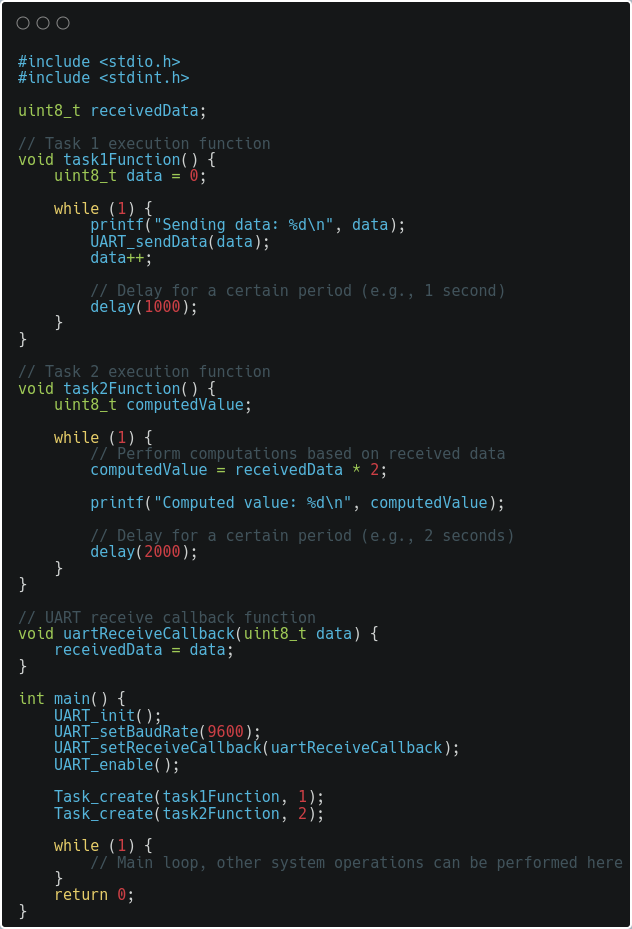 #include <stdio.h>
#include <stdint.h>

uint8_t receivedData;

// Task 1 execution function
void task1Function() {
    uint8_t data = 0;

    while (1) {
        printf("Sending data: %d\n", data);
        UART_sendData(data);
        data++;

        // Delay for a certain period (e.g., 1 second)
        delay(1000);
    }
}

// Task 2 execution function
void task2Function() {
    uint8_t computedValue;

    while (1) {
        // Perform computations based on received data
        computedValue = receivedData * 2;

        printf("Computed value: %d\n", computedValue);

        // Delay for a certain period (e.g., 2 seconds)
        delay(2000);
    }
}

// UART receive callback function
void uartReceiveCallback(uint8_t data) {
    receivedData = data;
}

int main() {
    UART_init();
    UART_setBaudRate(9600);
    UART_setReceiveCallback(uartReceiveCallback);
    UART_enable();

    Task_create(task1Function, 1);
    Task_create(task2Function, 2);

    while (1) {
        // Main loop, other system operations can be performed here
    }
    return 0;
}